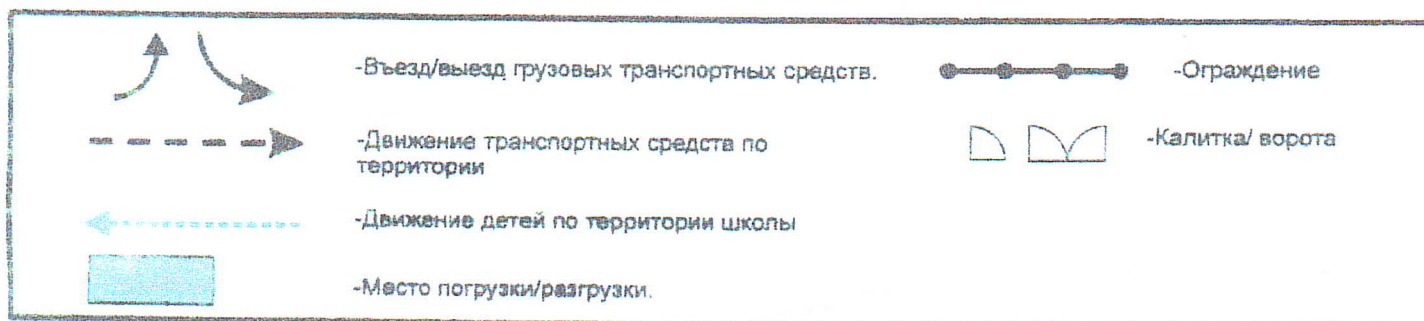 -Въезд/выезд грузовых транспортных средств.
-Ограждение
-Движение транспортных средств по
территории
-Калитка/ ворота
-Движение детей по территории школы
-Место погрузки/разгрузки.